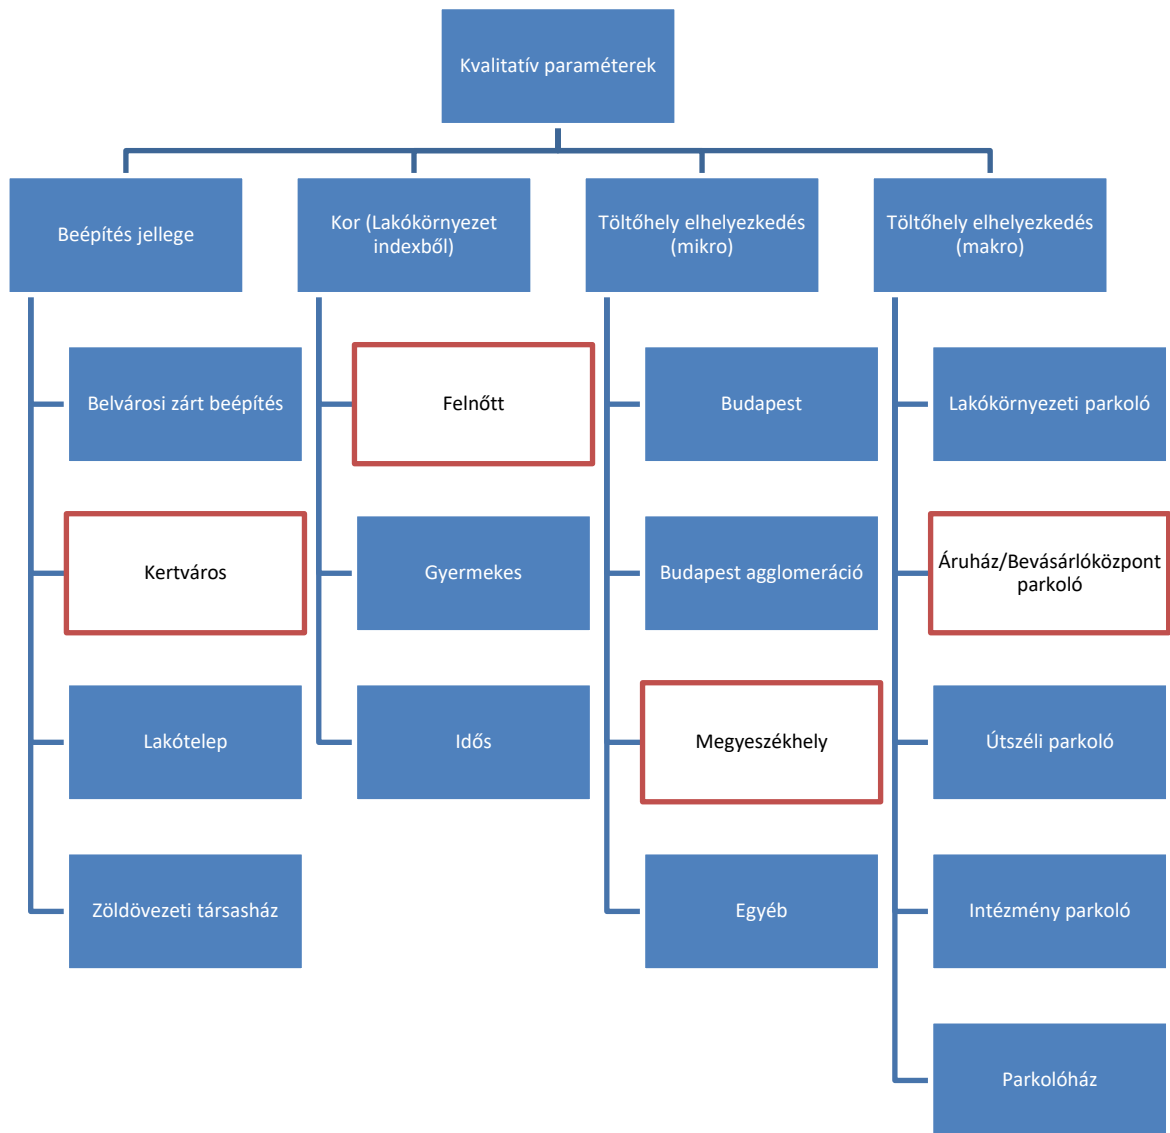 Kvalitatív paraméterek
Beépítés jellege
Kor (Lakókörnyezet
indexből)
Töltőhely elhelyezkedés
(mikro)
Töltőhely elhelyezkedés
(makro)
Belvárosi zárt beépítés
Kertváros
Lakótelep
Zöldövezeti társasház
Felnőtt
Gyermekes
Idős
Budapest
Budapest agglomeráció
Megyeszékhely
Egyéb
Lakókörnyezeti parkoló
Áruház/Bevásárlóközpont
parkoló
Útszéli parkoló
Intézmény parkoló
Parkolóház